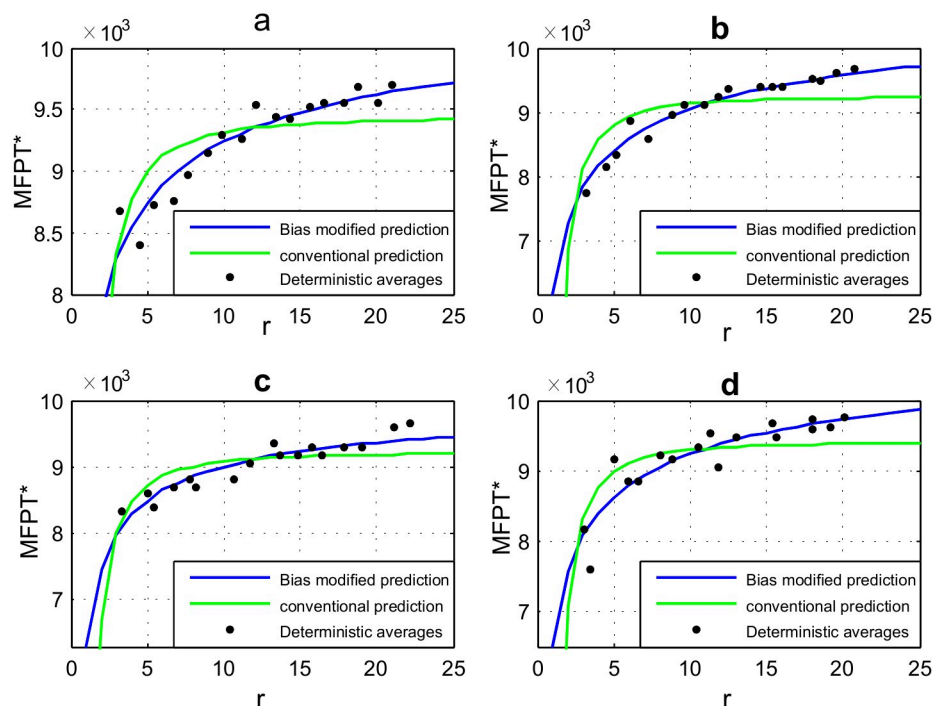 a
× 10³
10
9.5
9
8.5
8
MFPT*
Bias modified prediction
conventional prediction
Deterministic averages
0 5 10 15 20 25
r
b
× 10³
10
9
8
7
MFPT*
Bias modified prediction
conventional prediction
Deterministic averages
0 5 10 15 20 25
r
c
× 10³
10
9
8
7
MFPT*
Bias modified prediction
conventional prediction
Deterministic averages
0 5 10 15 20 25
r
d
× 10³
10
9
8
7
MFPT*
Bias modified prediction
conventional prediction
Deterministic averages
0 5 10 15 20 25
r